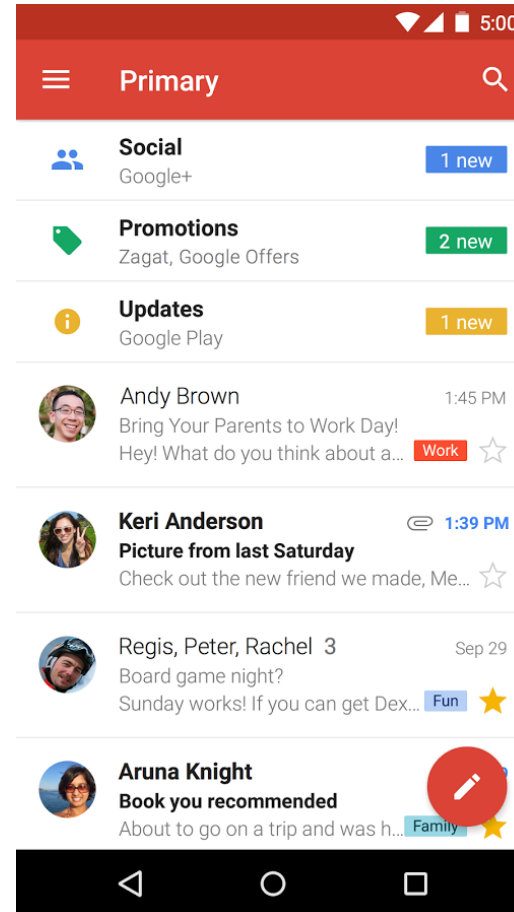 5:00
Primary
Social
1 new
Google+
Promotions
2 new
Zagat, Google Offers
Updates
1 new
Google Play
Andy Brown 1:45 PM
Bring Your Parents to Work Day!
Hey! What do you think about a... Work
Keri Anderson 1:39 PM
Picture from last Saturday
Check out the new friend we made, Me...
Regis, Peter, Rachel 3 Sep 29
Board game night?
Sunday works! If you can get Dex... Fun
Aruna Knight
Book you recommended
About to go on a trip and was h... Family